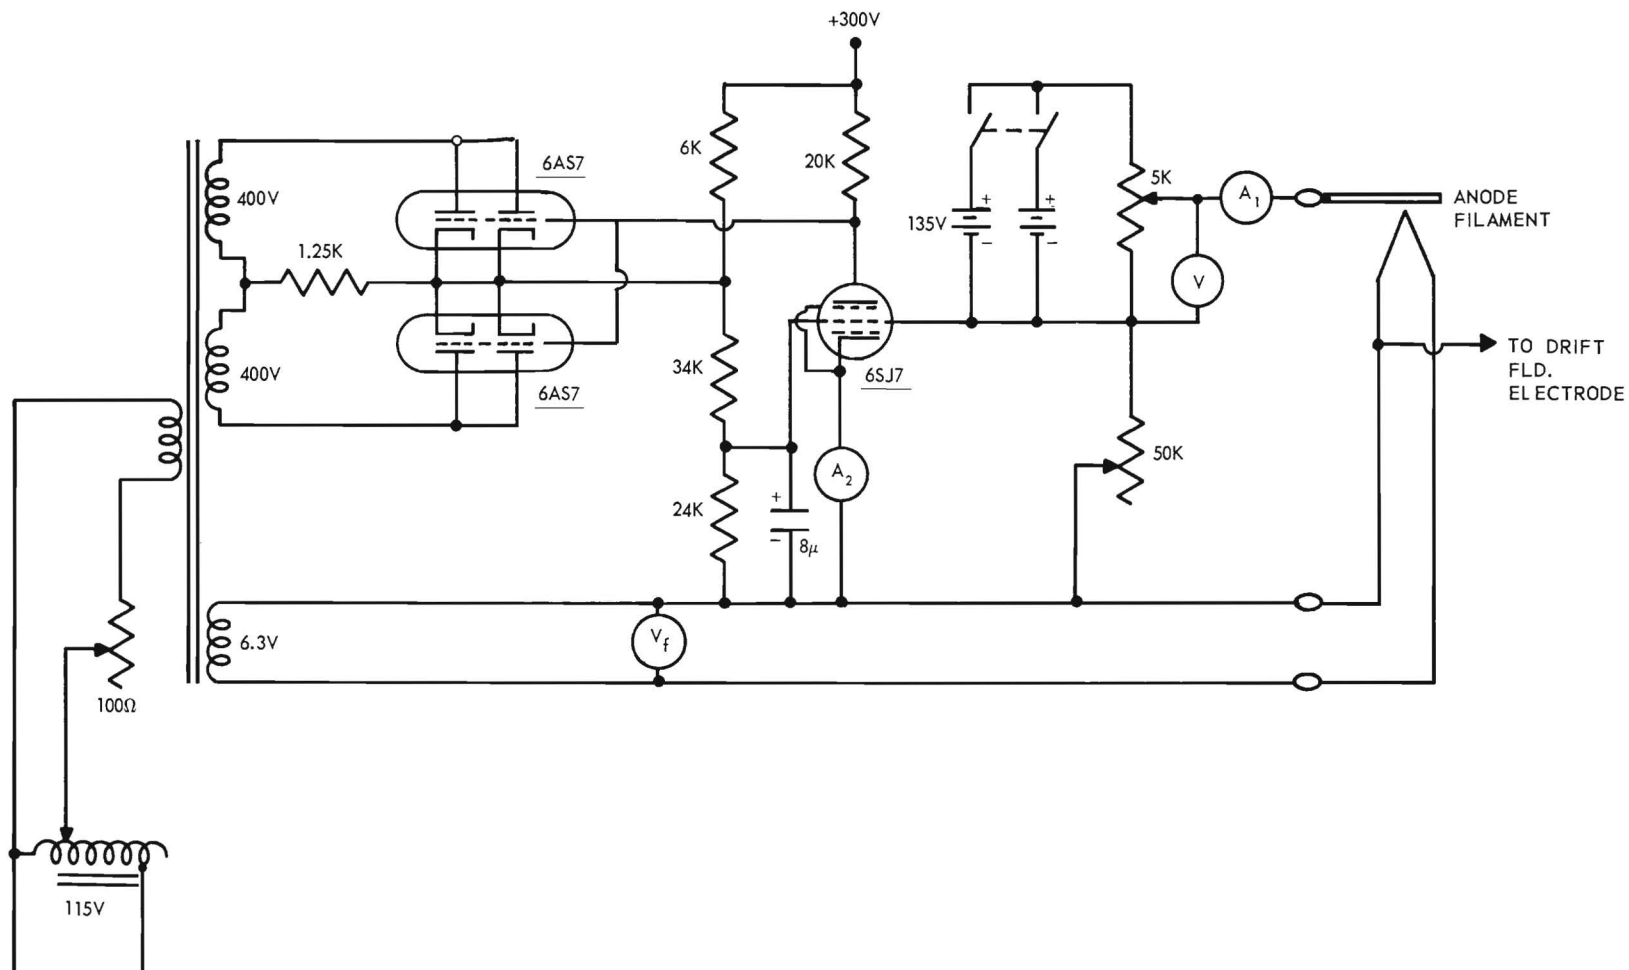 +300V
6AS7
6K
20K
5K
A1
ANODE
FILAMENT
400V
135V
+
+
−
−
1.25K
V
400V
6AS7
34K
6SJ7
TO DRIFT
FLD.
ELECTRODE
50K
A2
24K
+
−
8μ
6.3V
Vf
100Ω
115V